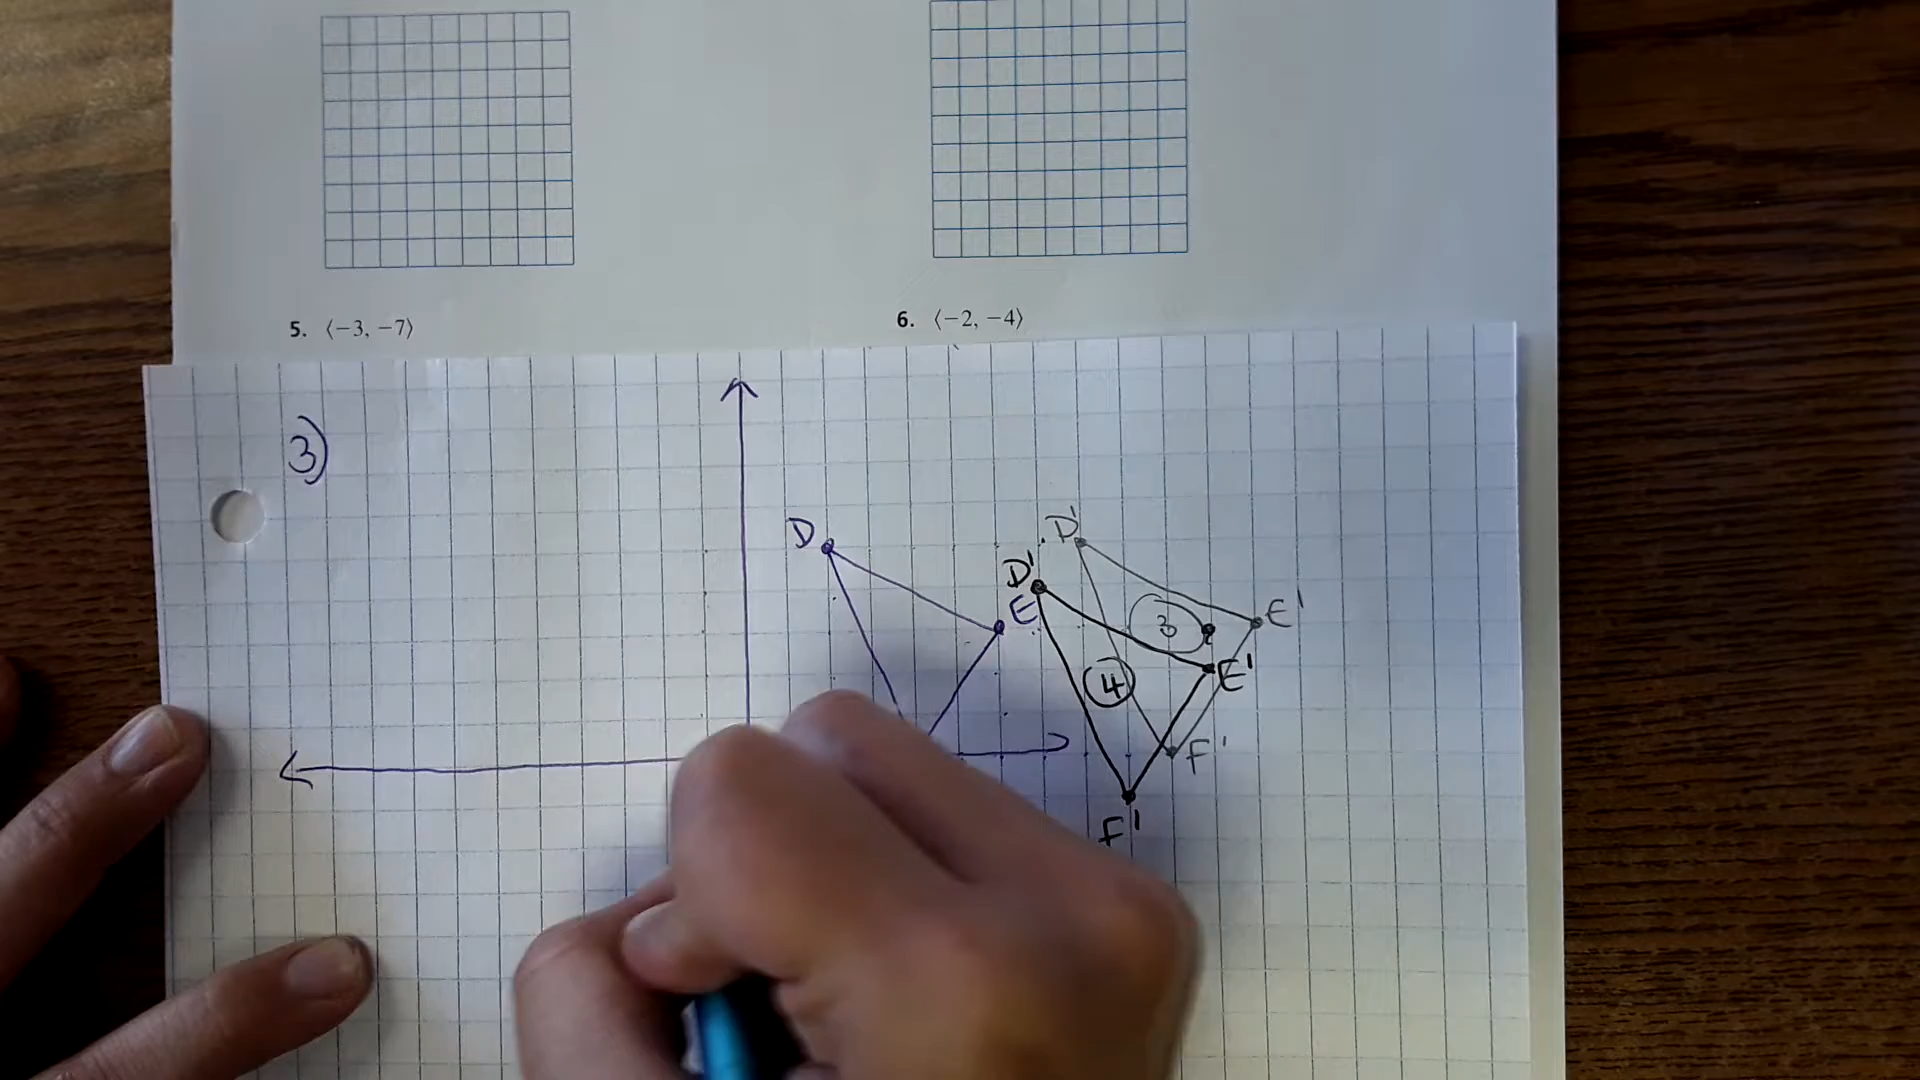 5. ⟨−3, −7⟩
6. ⟨−2, −4⟩
3)
D
D'
D'
E
3
E'
4
E'
F'
F'